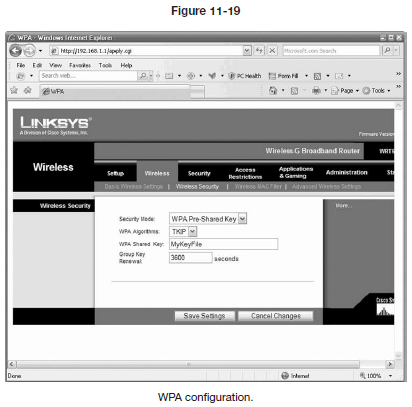 Figure 11-19
WPA - Windows Internet Explorer
http://192.168.1.1/apply.cgi
Microsoft.com Search
File Edit View Favorites Tools Help
Search web...
PC Health Form Fill
WPA
Page Tools
LINKSYS®
A Division of Cisco Systems, Inc.
Firmware Version
Wireless-G Broadband Router WRT
Wireless
Setup Wireless Security Access Restrictions Applications & Gaming Administration St
Basic Wireless Settings | Wireless Security | Wireless MAC Filter | Advanced Wireless Settings
Wireless Security
More...
Security Mode: WPA Pre-Shared Key
WPA Algorithms: TKIP
WPA Shared Key: MyKeyFile
Group Key Renewal: 3600 seconds
Cisco Sy
Save Settings Cancel Changes
Done
Internet
100%
WPA configuration.